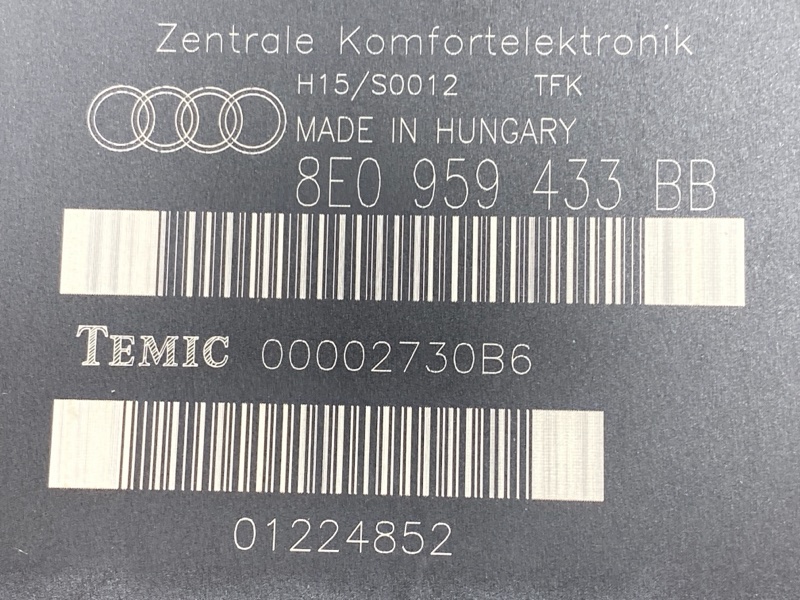 Zentrale Komfortelektronik
H15/S0012 TFK
MADE IN HUNGARY
8E0 959 433 BB
TEMIC 00002730B6
01224852